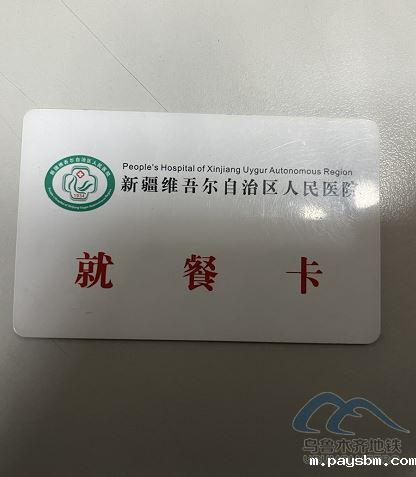 People's Hospital of Xinjiang Uygur Autonomous Region
新疆维吾尔自治区人民医院
就餐卡
乌鲁木齐地铁
m.paysbm.com